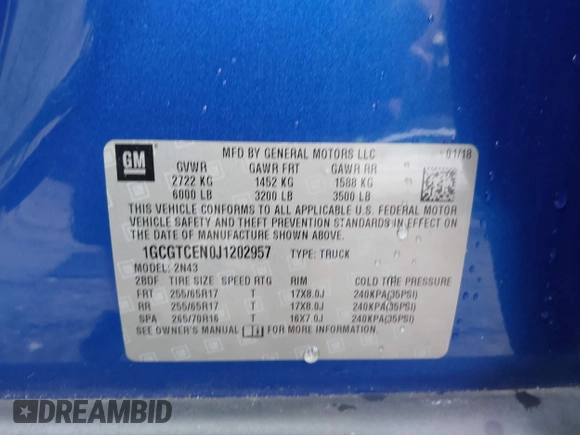 GM
MFD BY GENERAL MOTORS LLC 01/18
GVWR GAWR FRT GAWR RR
2722 KG 1452 KG 1588 KG
6000 LB 3200 LB 3500 LB
THIS VEHICLE CONFORMS TO ALL APPLICABLE U.S. FEDERAL MOTOR
VEHICLE SAFETY AND THEFT PREVENTION STANDARDS IN EFFECT ON
THE DATE OF MANUFACTURE SHOWN ABOVE.
1GCGTCEN0J1202957 TYPE: TRUCK
MODEL: 2N43
2BDF TIRE SIZE SPEED RTG RIM COLD TIRE PRESSURE
FRT 255/65R17 T 17X8.0J 240KPA(35PSI)
RR 255/65R17 T 17X8.0J 240KPA(35PSI)
SPA 265/70R16 T 16X7.0J 240KPA(35PSI)
SEE OWNER'S MANUAL FOR MORE INFORMATION
DREAMBID